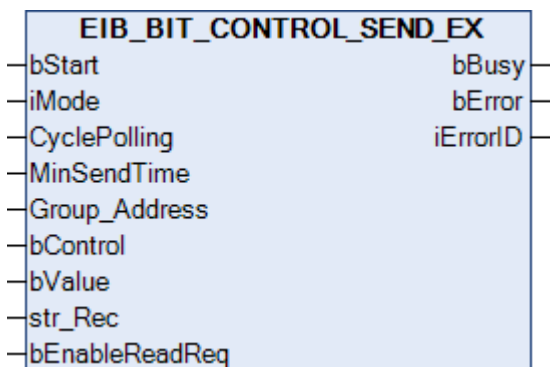 EIB_BIT_CONTROL_SEND_EX
bStart bBusy
iMode bError
CyclePolling iErrorID
MinSendTime
Group_Address
bControl
bValue
str_Rec
bEnableReadReq